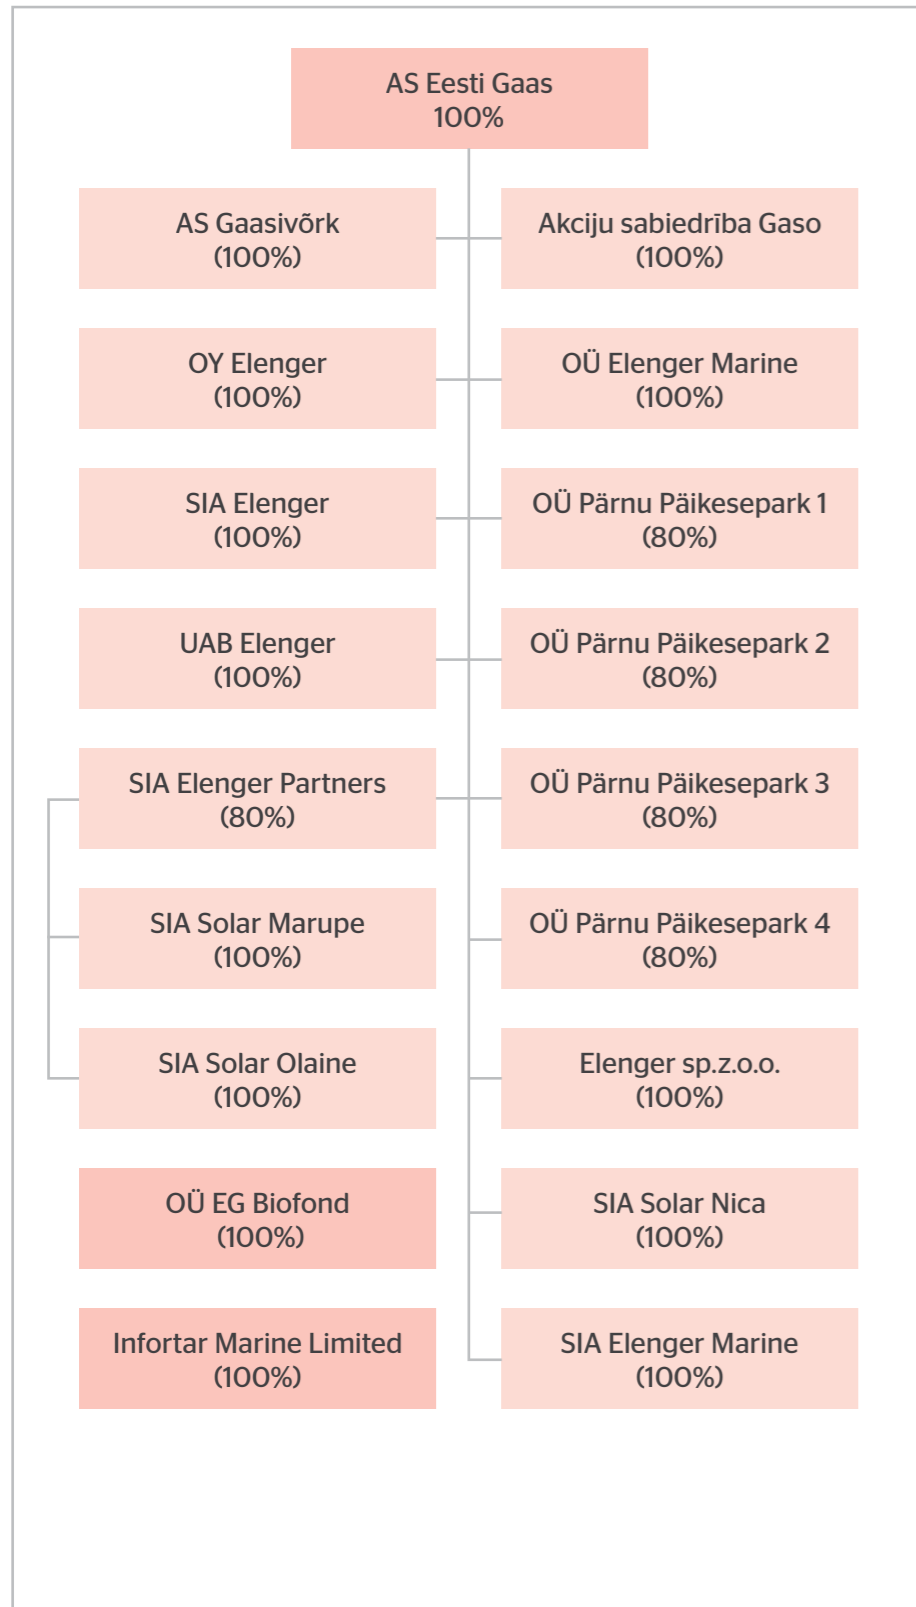 AS Eesti Gaas
100%
AS Gaasivõrk
(100%)
Akciju sabiedrība Gaso
(100%)
OY Elenger
(100%)
OÜ Elenger Marine
(100%)
SIA Elenger
(100%)
OÜ Pärnu Päikesepark 1
(80%)
UAB Elenger
(100%)
OÜ Pärnu Päikesepark 2
(80%)
SIA Elenger Partners
(80%)
OÜ Pärnu Päikesepark 3
(80%)
SIA Solar Marupe
(100%)
OÜ Pärnu Päikesepark 4
(80%)
SIA Solar Olaine
(100%)
Elenger sp.z.o.o.
(100%)
OÜ EG Biofond
(100%)
SIA Solar Nica
(100%)
Infortar Marine Limited
(100%)
SIA Elenger Marine
(100%)